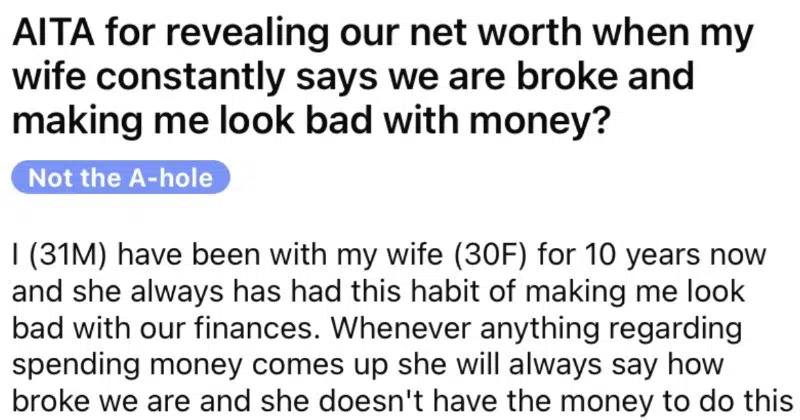 AITA for revealing our net worth when my
wife constantly says we are broke and
making me look bad with money?
Not the A-hole
I (31M) have been with my wife (30F) for 10 years now
and she always has had this habit of making me look
bad with our finances. Whenever anything regarding
spending money comes up she will always say how
broke we are and she doesn't have the money to do this